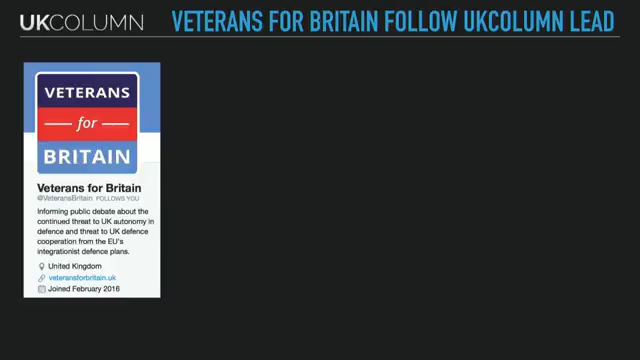 UKCOLUMN VETERANS FOR BRITAIN FOLLOW UKCOLUMN LEAD
VETERANS
for
BRITAIN
Veterans for Britain
@VeteransBritain FOLLOWS YOU
Informing public debate about the
continued threat to UK autonomy in
defence and threat to UK defence
cooperation from the EU's
integrationist defence plans.
United Kingdom
veteransforbritain.uk
Joined February 2016